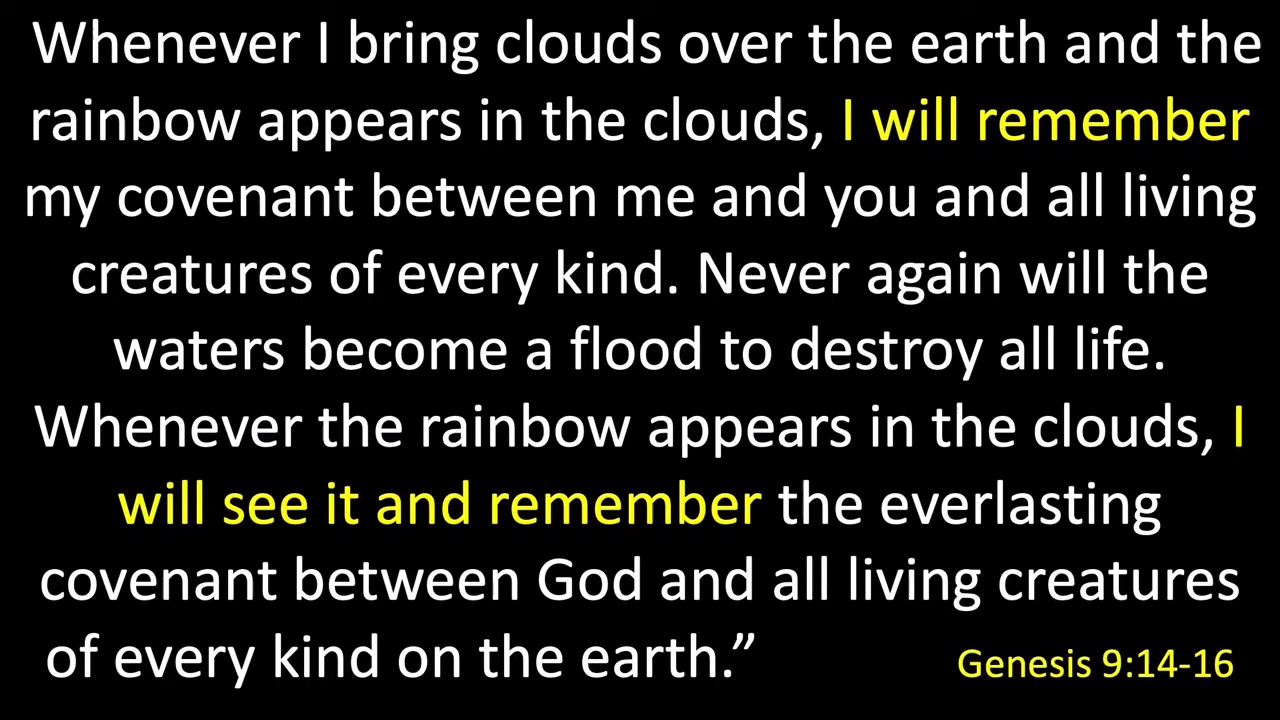 Whenever I bring clouds over the earth and the
rainbow appears in the clouds, I will remember
my covenant between me and you and all living
creatures of every kind. Never again will the
waters become a flood to destroy all life.
Whenever the rainbow appears in the clouds, I
will see it and remember the everlasting
covenant between God and all living creatures
of every kind on the earth.” Genesis 9:14-16